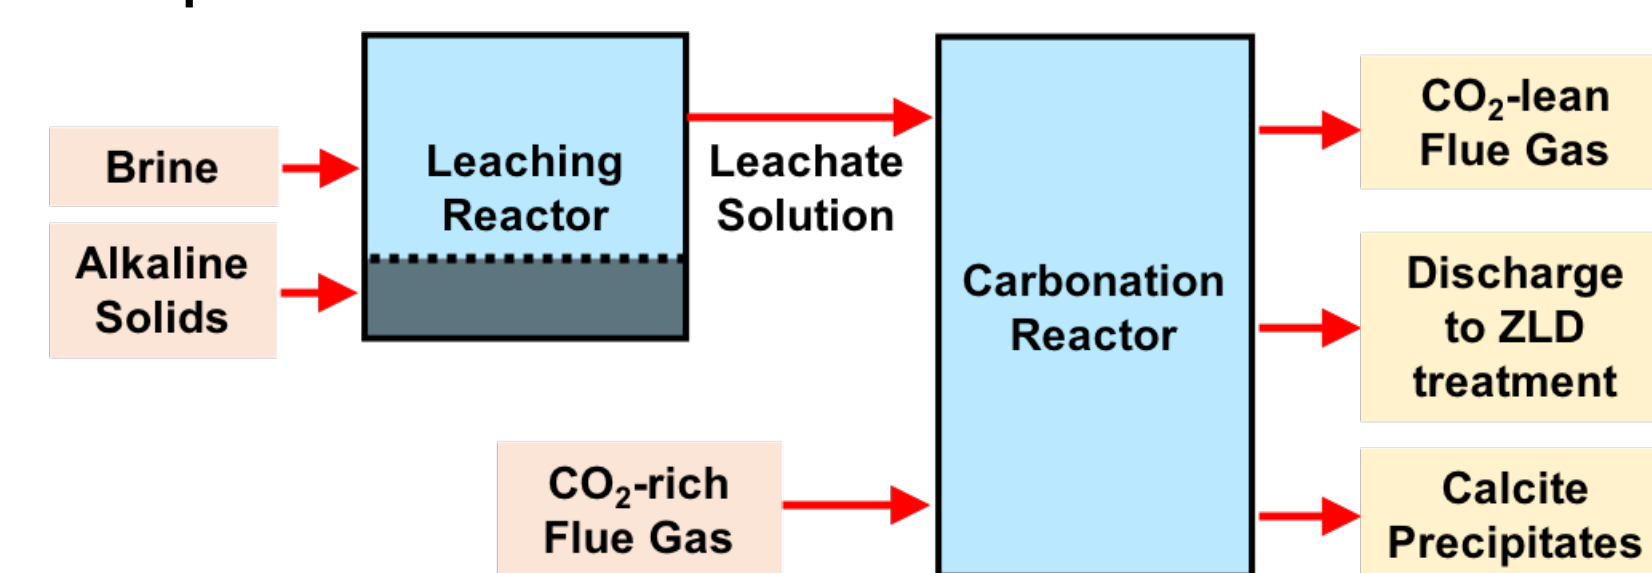 Brine
Alkaline
Solids
Leaching
Reactor
Leachate
Solution
CO₂-rich
Flue Gas
Carbonation
Reactor
CO₂-lean
Flue Gas
Discharge
to ZLD
treatment
Calcite
Precipitates